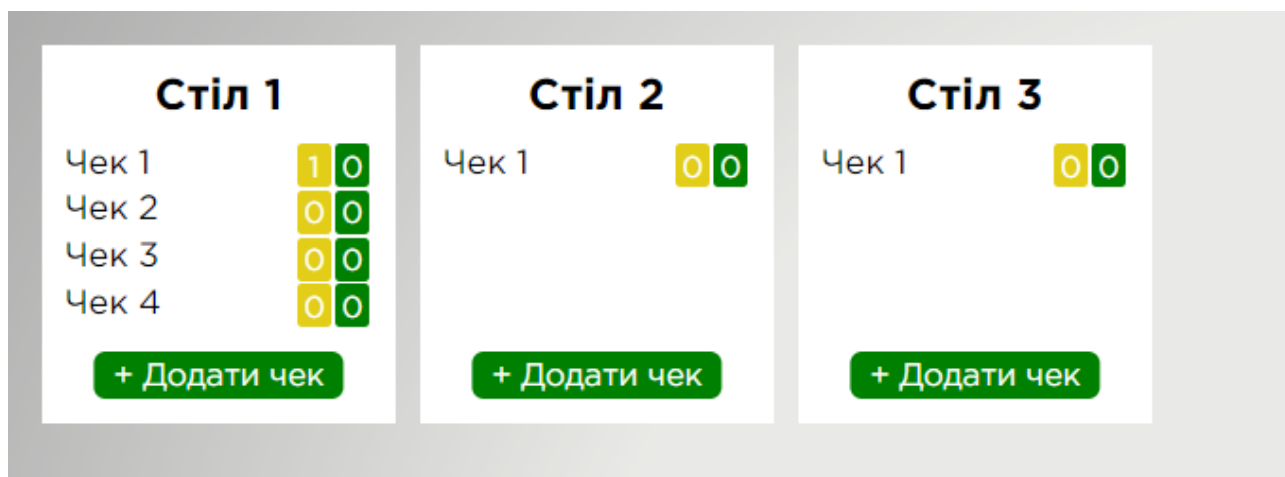 Стіл 1
Чек 1 1 0
Чек 2 0 0
Чек 3 0 0
Чек 4 0 0
+ Додати чек
Стіл 2
Чек 1 0 0
+ Додати чек
Стіл 3
Чек 1 0 0
+ Додати чек